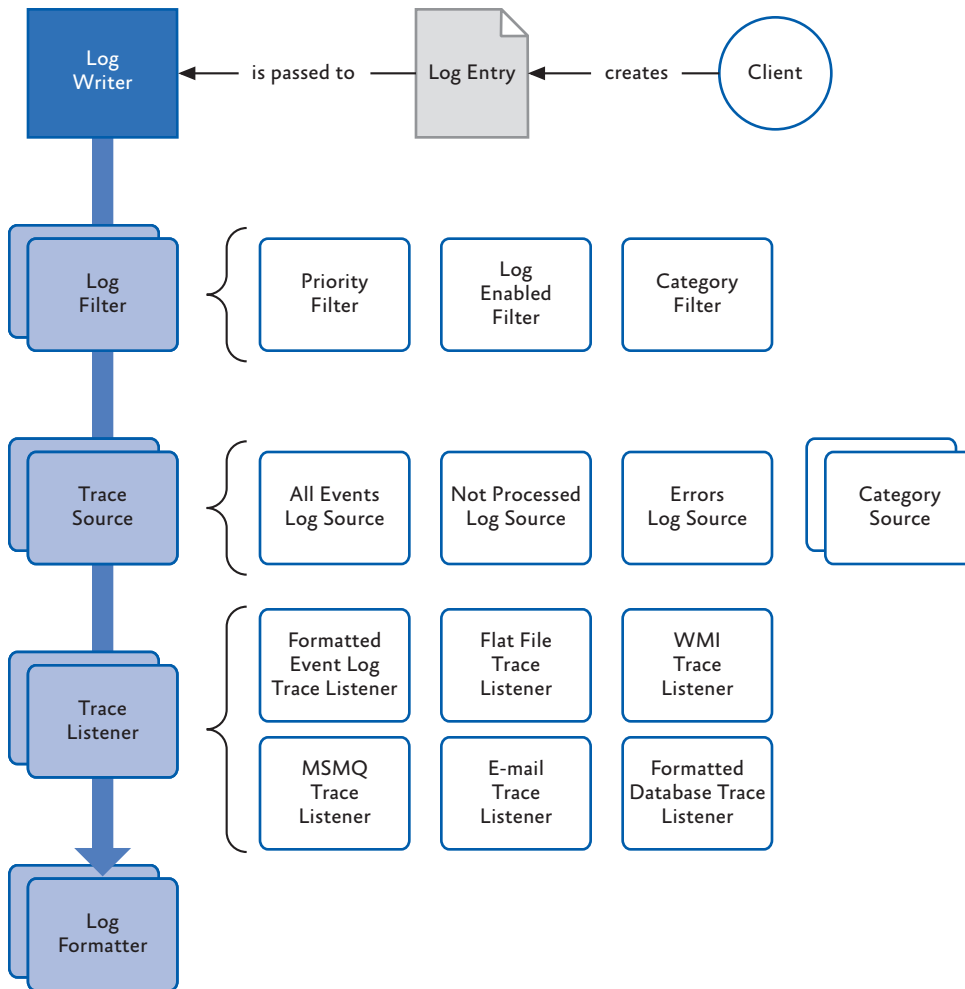 Log
Writer
is passed to
Log Entry
creates
Client
Log
Filter
Priority
Filter
Log
Enabled
Filter
Category
Filter
Trace
Source
All Events
Log Source
Not Processed
Log Source
Errors
Log Source
Category
Source
Trace
Listener
Formatted
Event Log
Trace Listener
Flat File
Trace
Listener
WMI
Trace
Listener
MSMQ
Trace
Listener
E-mail
Trace
Listener
Formatted
Database Trace
Listener
Log
Formatter